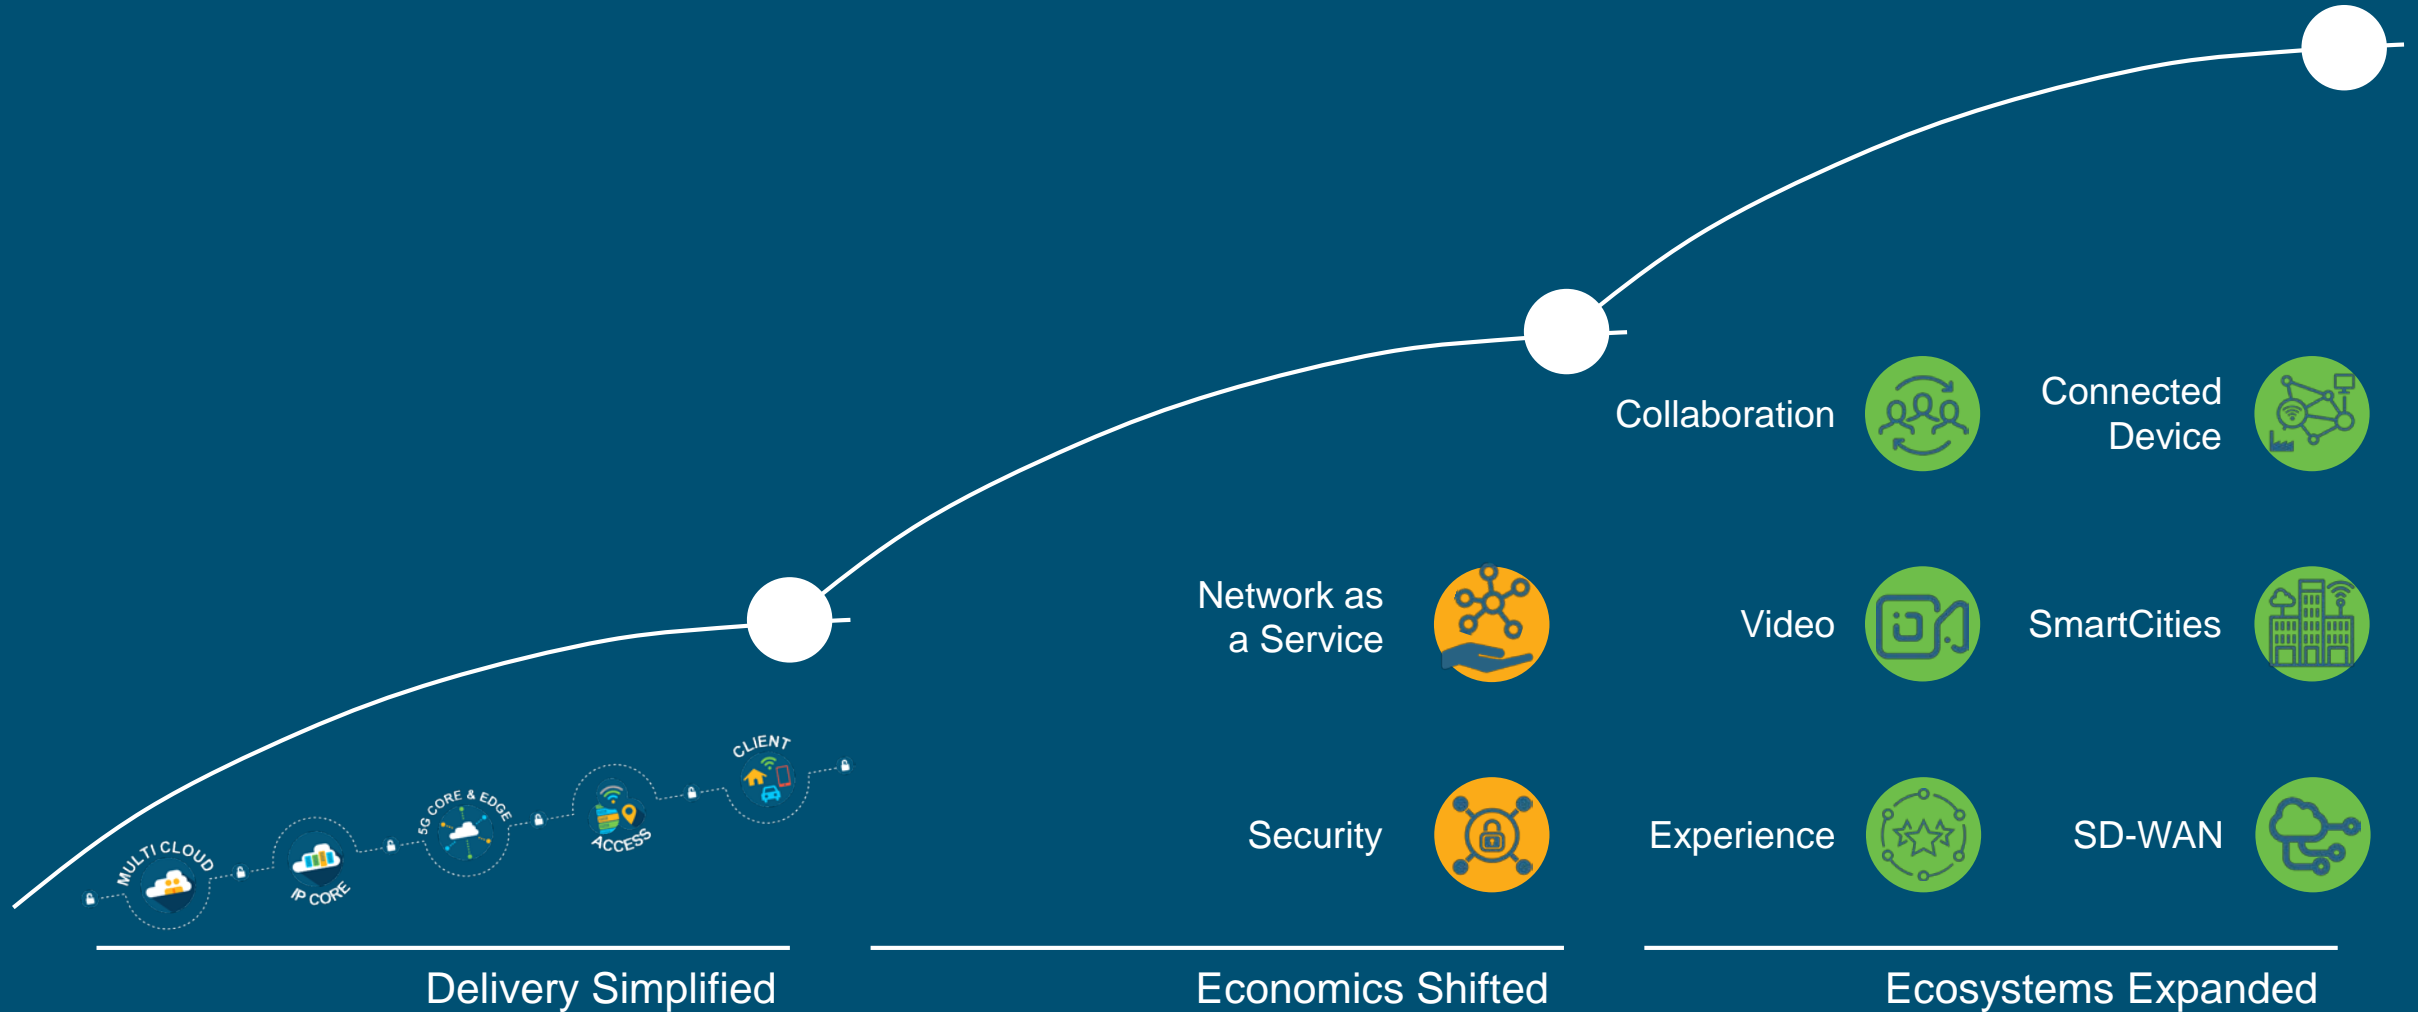 Collaboration
Connected
Device
Network as
a Service
Video
SmartCities
CLIENT
5G CORE & EDGE
ACCESS
MULTI CLOUD
IP CORE
Security
Experience
SD-WAN
Delivery Simplified
Economics Shifted
Ecosystems Expanded